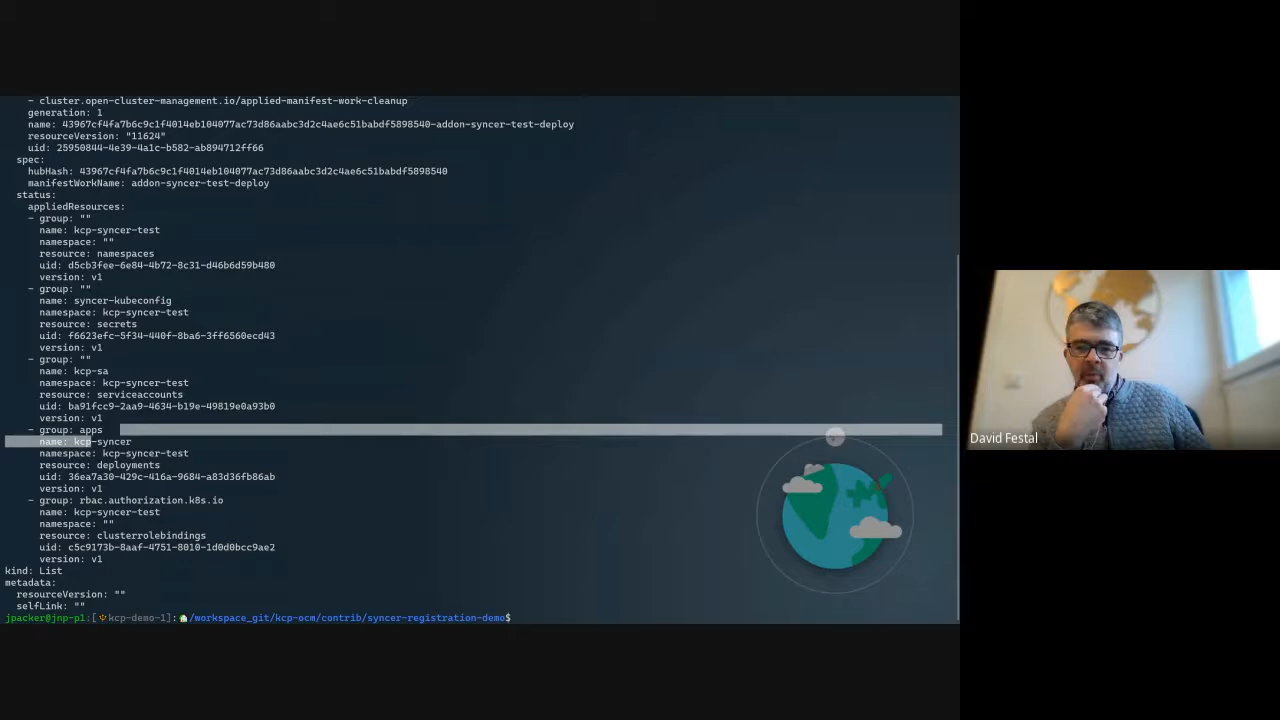 - cluster.open-cluster-management.io/applied-manifest-work-cleanup
generation: 1
name: 43967cf4fa7b6c9c1f4014eb104077ac73d86aabc3d2c4ae6c51babdf5898540-addon-syncer-test-deploy
resourceVersion: "11624"
uid: 25950844-4e39-4a1c-b582-ab894712ff66
spec:
hubHash: 43967cf4fa7b6c9c1f4014eb104077ac73d86aabc3d2c4ae6c51babdf5898540
manifestWorkName: addon-syncer-test-deploy
status:
appliedResources:
- group: ""
name: kcp-syncer-test
namespace: ""
resource: namespaces
uid: d5cb3fee-6e84-4b72-8c31-d46b6d59b480
version: v1
- group: ""
name: syncer-kubeconfig
namespace: kcp-syncer-test
resource: secrets
uid: f6623efc-5f34-440f-8ba6-3ff6560ecd43
version: v1
- group: ""
name: kcp-sa
namespace: kcp-syncer-test
resource: serviceaccounts
uid: ba91fcc9-2aa9-4634-b19e-49819e0a93b0
version: v1
- group: apps
name: kcp-syncer
namespace: kcp-syncer-test
resource: deployments
uid: 36ea7a30-429c-416a-9684-a83d36fb86ab
version: v1
- group: rbac.authorization.k8s.io
name: kcp-syncer-test
namespace: ""
resource: clusterrolebindings
uid: c5c9173b-8aaf-4751-8010-1d0d0bcc9ae2
version: v1
kind: List
metadata:
resourceVersion: ""
selfLink: ""
jpacker@jnp-p1:[kcp-demo-1]:/workspace_git/kcp-ocm/contrib/syncer-registration-demo$
David Festal